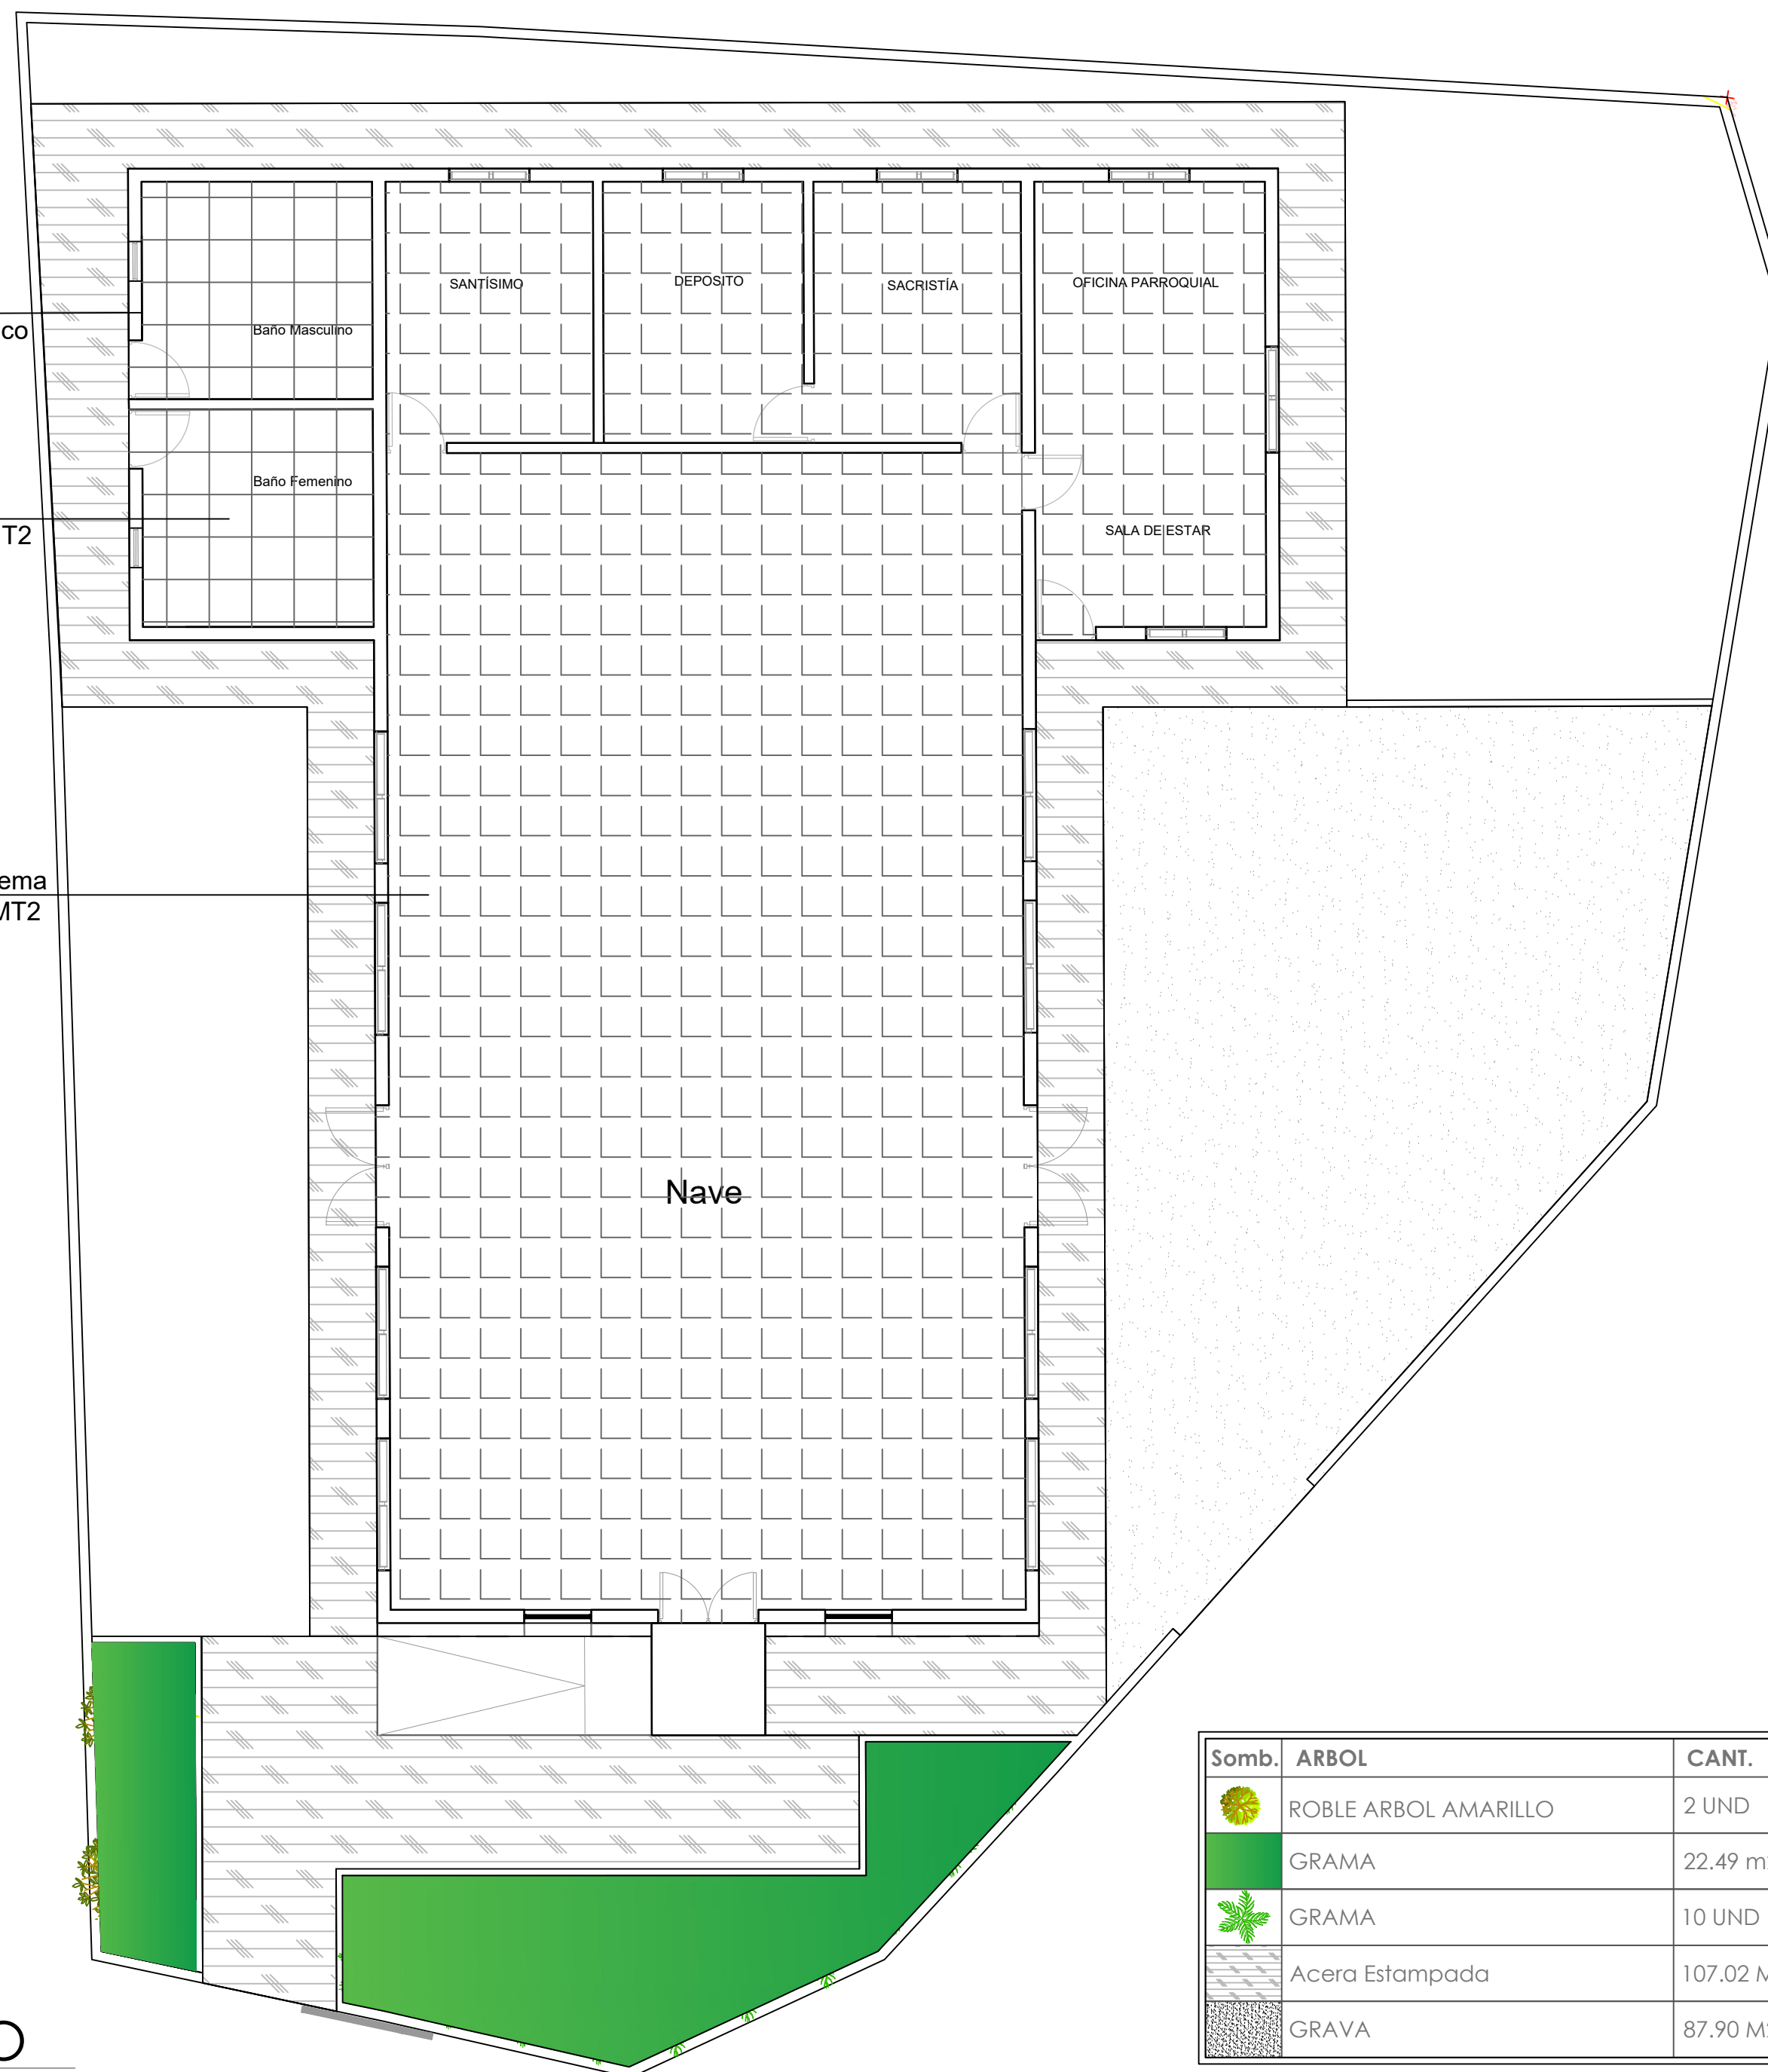 SANTÍSIMO
DEPOSITO
SACRISTÍA
OFICINA PARROQUIAL
co
Baño Masculino
Baño Femenino
T2
SALA DE ESTAR
ema
MT2
Nave
Somb. ARBOL CANT.
ROBLE ARBOL AMARILLO 2 UND
GRAMA 22.49 m
GRAMA 10 UND
Acera Estampada 107.02 M
GRAVA 87.90 M
O